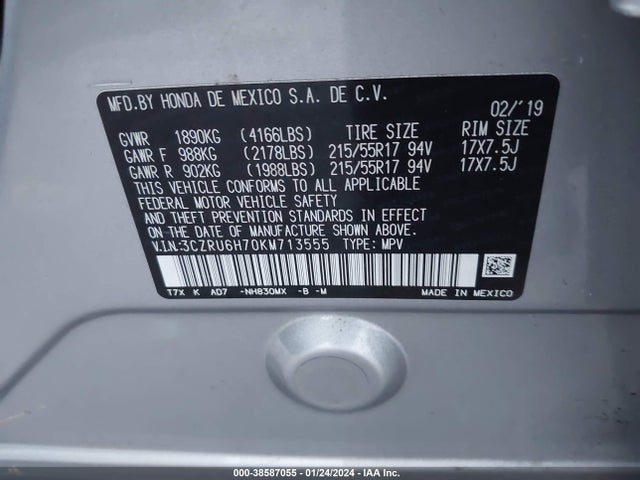 MFD.BY HONDA DE MEXICO S.A. DE C.V. 02/'19
GVWR 1890KG (4166LBS) TIRE SIZE RIM SIZE
GAWR F 988KG (2178LBS) 215/55R17 94V 17X7.5J
GAWR R 902KG (1988LBS) 215/55R17 94V 17X7.5J
THIS VEHICLE CONFORMS TO ALL APPLICABLE
FEDERAL MOTOR VEHICLE SAFETY
AND THEFT PREVENTION STANDARDS IN EFFECT
ON THE DATE OF MANUFACTURE SHOWN ABOVE.
V.I.N:3CZRU6H70KM713555 TYPE: MPV
T7X K AD7 -NH830MX -B -M MADE IN MEXICO
000-38587055 - 01/24/2024 - IAA Inc.